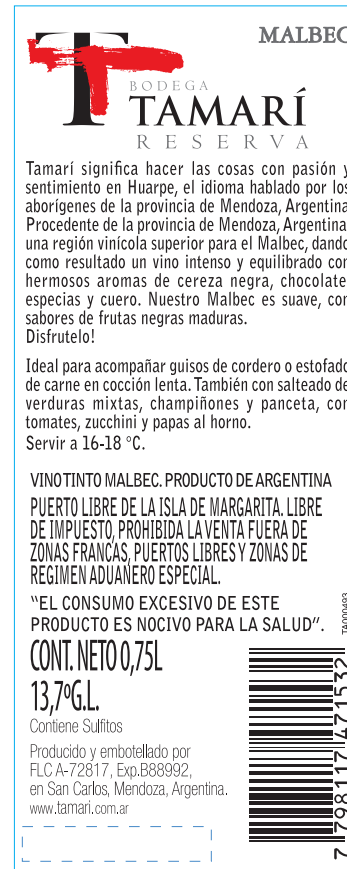 MALBEC
BODEGA
TAMARÍ
RESERVA
Tamarí significa hacer las cosas con pasión y
sentimiento en Huarpe, el idioma hablado por los
aborígenes de la provincia de Mendoza, Argentina
Procedente de la provincia de Mendoza, Argentina,
una región vinícola superior para el Malbec, dando
como resultado un vino intenso y equilibrado con
hermosos aromas de cereza negra, chocolate
especias y cuero. Nuestro Malbec es suave, con
sabores de frutas negras maduras.
Disfrutelo!
Ideal para acompañar guisos de cordero o estofado
de carne en cocción lenta. También con salteado de
verduras mixtas, champiñones y panceta, con
tomates, zucchini y papas al horno.
Servir a 16-18 °C.
VINO TINTO MALBEC. PRODUCTO DE ARGENTINA
PUERTO LIBRE DE LA ISLA DE MARGARITA. LIBRE
DE IMPUESTO, PROHIBIDA LA VENTA FUERA DE
ZONAS FRANCAS, PUERTOS LIBRES Y ZONAS DE
REGIMEN ADUANERO ESPECIAL.
"EL CONSUMO EXCESIVO DE ESTE
PRODUCTO ES NOCIVO PARA LA SALUD".
CONT. NETO 0,75L
13,7ºG.L.
Contiene Sulfitos
Producido y embotellado por
FLC A-72817, Exp.B88992,
en San Carlos, Mendoza, Argentina.
www.tamari.com.ar
TA000493
7 798117 471532